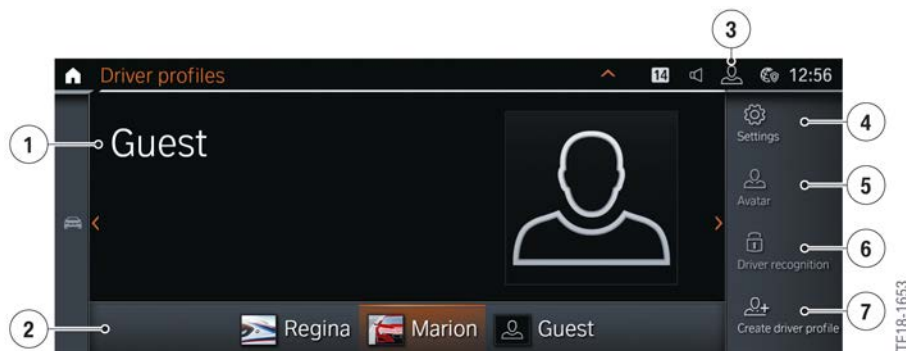 3
Driver profiles 14 12:56
1
Guest
4
Settings
5
Avatar
6
Driver recognition
7
Create driver profile
2
Regina Marion Guest
TE18-1653